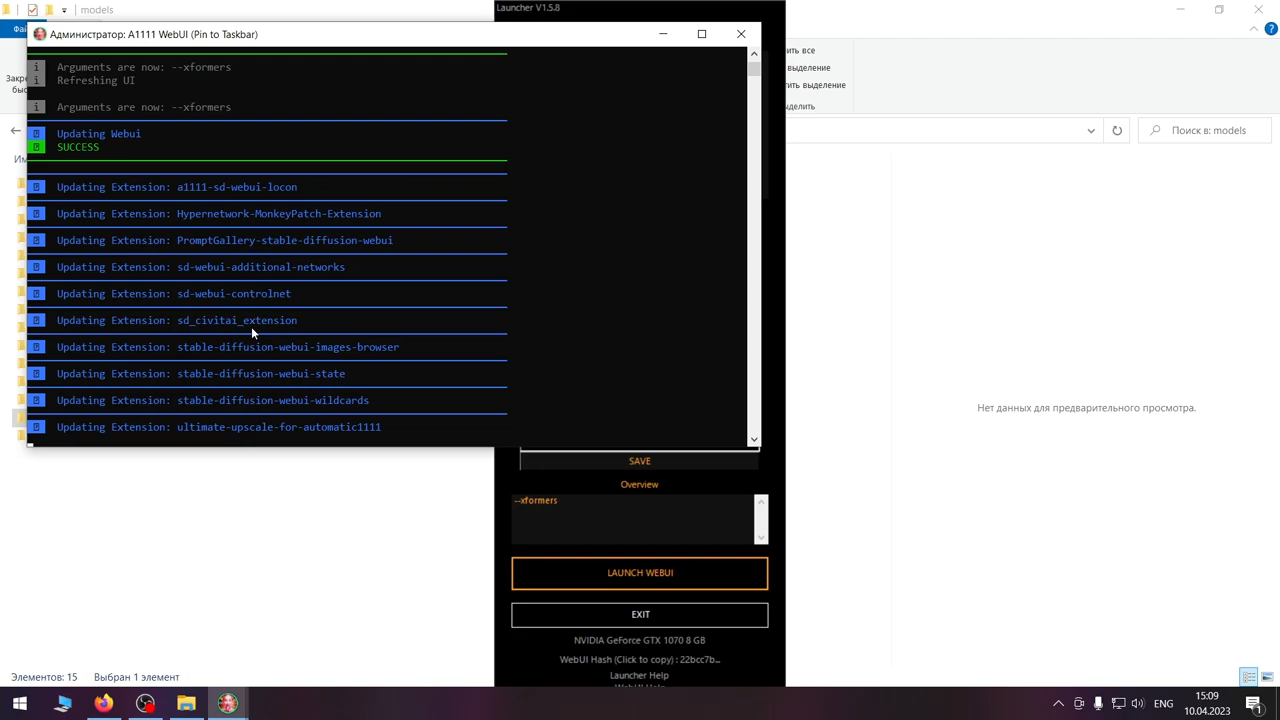 models
Launcher V1.5.8
Администратор: A1111 WebUI (Pin to Taskbar)
i Arguments are now: --xformers
i Refreshing UI
i Arguments are now: --xformers
Updating Webui
SUCCESS
Updating Extension: a1111-sd-webui-locon
Updating Extension: Hypernetwork-MonkeyPatch-Extension
Updating Extension: PromptGallery-stable-diffusion-webui
Updating Extension: sd-webui-additional-networks
Updating Extension: sd-webui-controlnet
Updating Extension: sd_civitai_extension
Updating Extension: stable-diffusion-webui-images-browser
Updating Extension: stable-diffusion-webui-state
Updating Extension: stable-diffusion-webui-wildcards
Updating Extension: ultimate-upscale-for-automatic1111
ить все
выделение
тить выделение
Поиск в: models
Нет данных для предварительного просмотра.
SAVE
Overview
--xformers
LAUNCH WEBUI
EXIT
NVIDIA GeForce GTX 1070 8 GB
WebUI Hash (Click to copy) : 22bcc7b...
Launcher Help
Элементов: 15 Выбран 1 элемент
ENG
15:09
10.04.2023